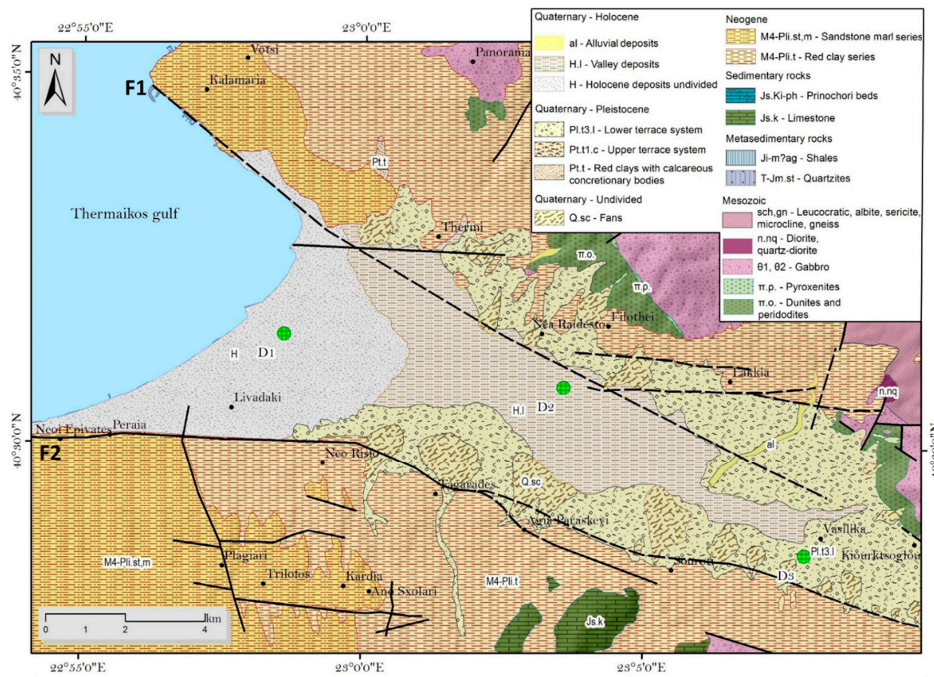 22°55'0"E
23°0'0"E
Quaternary - Holocene
al - Alluvial deposits
H.l - Valley deposits
H - Holocene deposits undivided
Quaternary - Pleistocene
Pl.t3.l - Lower terrace system
Pt.t1.c - Upper terrace system
Pt.t - Red clays with calcareous
concretionary bodies
Quaternary - Undivided
Q.sc - Fans
Neogene
M4-Pli.st,m - Sandstone marl series
M4-Pli.t - Red clay series
Sedimentary rocks
Js.Ki-ph - Prinochori beds
Js.k - Limestone
Metasedimentary rocks
Ji-m?ag - Shales
T-Jm.st - Quartzites
Mesozoic
sch,gn - Leucocratic, albite, sericite,
microcline, gneiss
n.nq - Diorite,
quartz-diorite
θ1, θ2 - Gabbro
π.ρ. - Pyroxenites
π.ο. - Dunites and
peridodites
40°35'0"N
N
Votsi
Panorama
F1
Kalamaria
Pt.t
Thermaikos gulf
Thermi
π.ο.
π.ρ.
Filothei
Nea Raidestos
H
D1
Lakkia
n.nq
H.l
D2
Livadaki
Neoi Epivates
Peraia
40°30'0"N
F2
al
Neo Risio
Q.sc
Tagarades
Agia Paraskevi
Vasilika
Pl.t3.l
Kiourktsoglou
Plagiari
M4-Pli.st,m
Trilofos
Kardia
Ano Sxolari
M4-Pli.t
Souroti
D3
Js.k
km
0
1
2
4
22°55'0"E
23°0'0"E
23°5'0"E